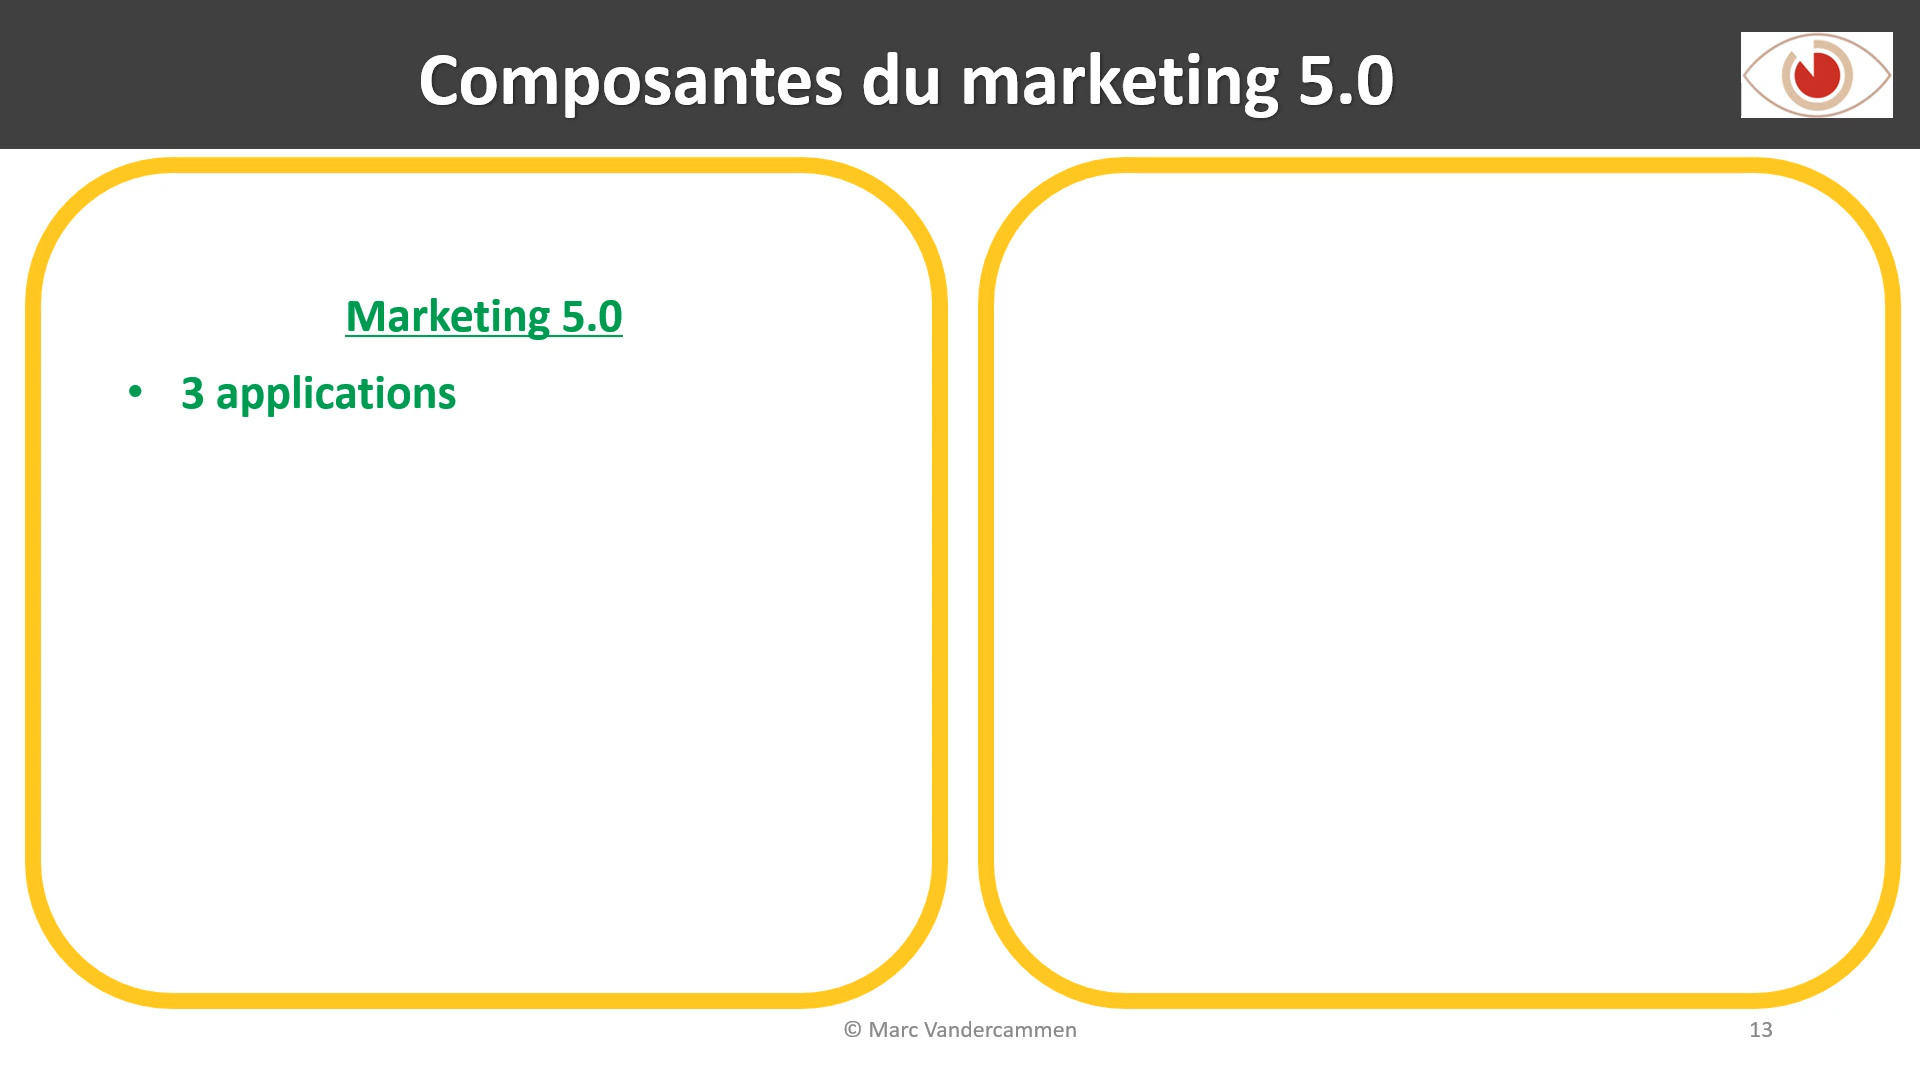 Composantes du marketing 5.0
Marketing 5.0
• 3 applications
© Marc Vandercammen
13